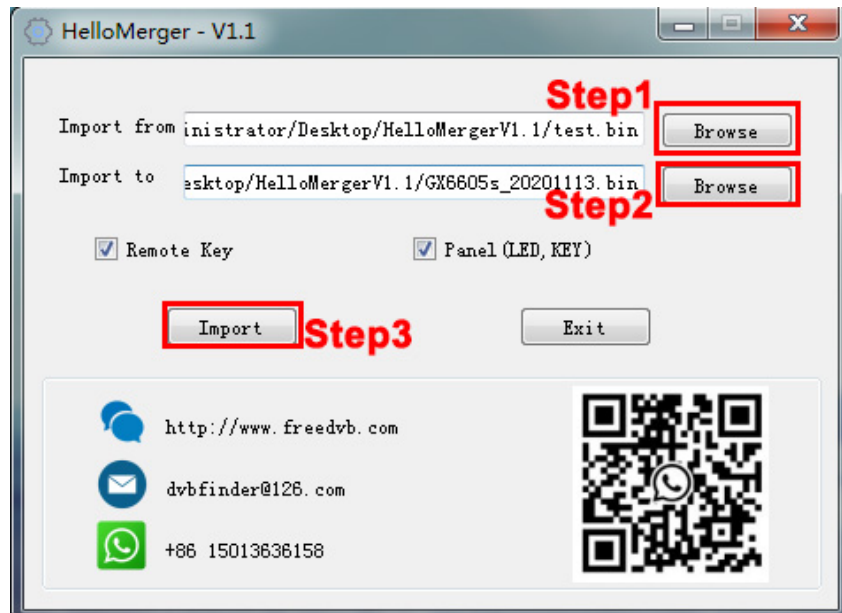 HelloMerger - V1.1
Step1
Import from inistrator/Desktop/HelloMergerV1.1/test.bin Browse
Import to esktop/HelloMergerV1.1/GX6605s_20201113.bin Browse
Step2
Remote Key Panel(LED,KEY)
Import Step3 Exit
http://www.freedvb.com
dvbfinder@126.com
+86 15013636158